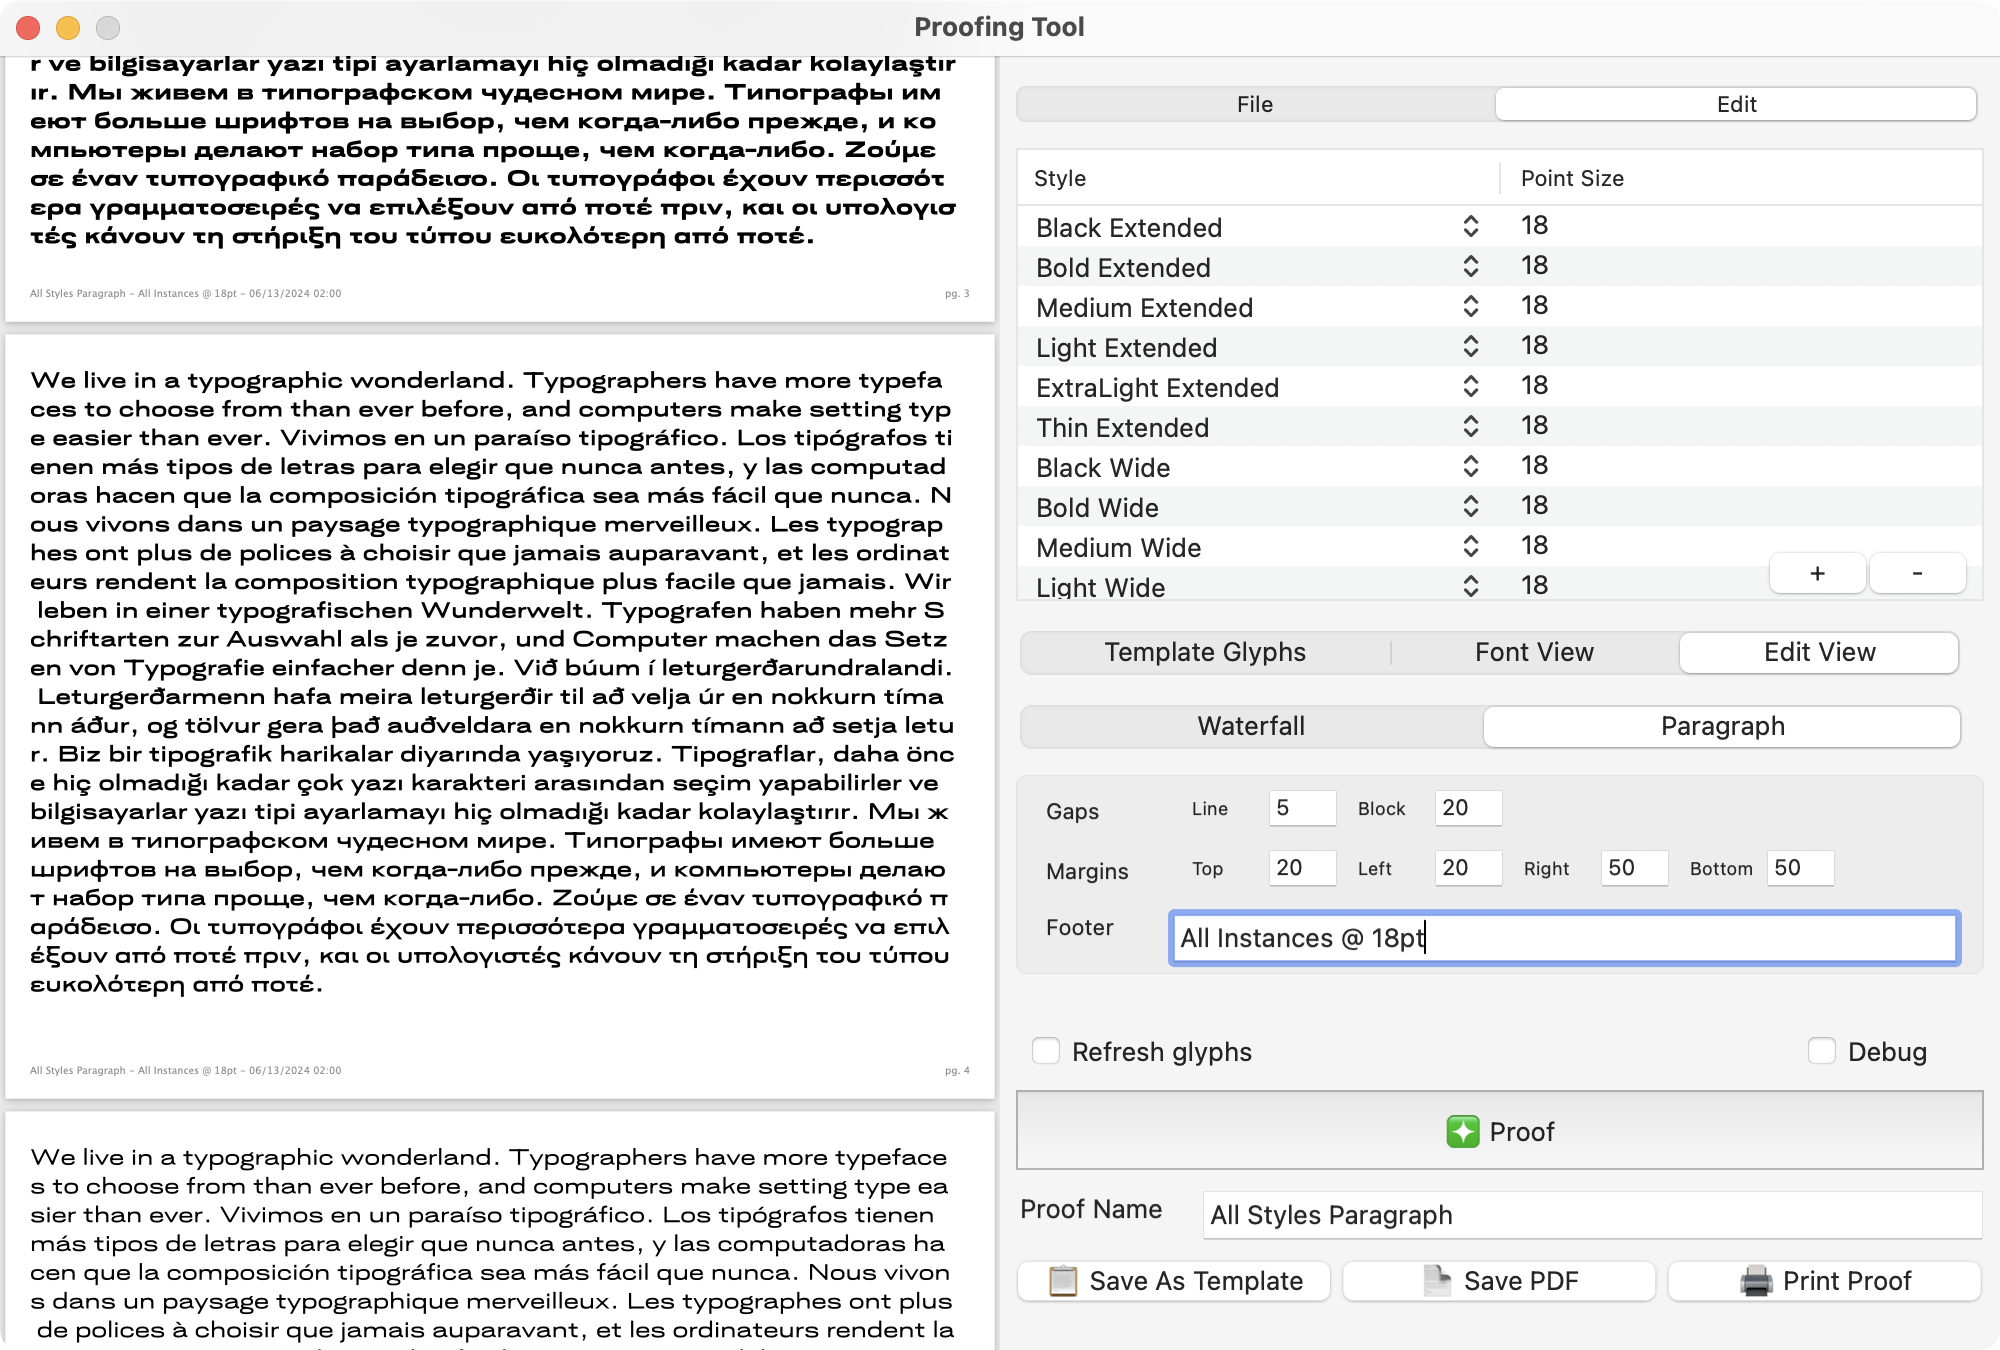 Proofing Tool
r ve bilgisayarlar yazı tipi ayarlamayı hiç olmadığı kadar kolaylaştır
ır. Мы живем в типографском чудесном мире. Типографы им
еют больше шрифтов на выбор, чем когда-либо прежде, и ко
мпьютеры делают набор типа проще, чем когда-либо. Ζούμε
σε έναν τυπογραφικό παράδεισο. Οι τυπογράφοι έχουν περισσότ
ερα γραμματοσειρές να επιλέξουν από ποτέ πριν, και οι υπολογισ
τές κάνουν τη στήριξη του τύπου ευκολότερη από ποτέ.
All Styles Paragraph – All Instances @ 18pt – 06/13/2024 02:00
pg. 3
We live in a typographic wonderland. Typographers have more typefa
ces to choose from than ever before, and computers make setting typ
e easier than ever. Vivimos en un paraíso tipográfico. Los tipógrafos ti
enen más tipos de letras para elegir que nunca antes, y las computad
oras hacen que la composición tipográfica sea más fácil que nunca. N
ous vivons dans un paysage typographique merveilleux. Les typograp
hes ont plus de polices à choisir que jamais auparavant, et les ordinat
eurs rendent la composition typographique plus facile que jamais. Wir
leben in einer typografischen Wunderwelt. Typografen haben mehr S
chriftarten zur Auswahl als je zuvor, und Computer machen das Setz
en von Typografie einfacher denn je. Við búum í leturgerðarundralandi.
Leturgerðarmenn hafa meira leturgerðir til að velja úr en nokkurn tíma
nn áður, og tölvur gera það auðveldara en nokkurn tímann að setja letu
r. Biz bir tipografik harikalar diyarında yaşıyoruz. Tipograflar, daha önc
e hiç olmadığı kadar çok yazı karakteri arasından seçim yapabilirler ve
bilgisayarlar yazı tipi ayarlamayı hiç olmadığı kadar kolaylaştırır. Мы ж
ивем в типографском чудесном мире. Типографы имеют больше
шрифтов на выбор, чем когда-либо прежде, и компьютеры делаю
т набор типа проще, чем когда-либо. Ζούμε σε έναν τυπογραφικό π
αράδεισο. Οι τυπογράφοι έχουν περισσότερα γραμματοσειρές να επιλ
έξουν από ποτέ πριν, και οι υπολογιστές κάνουν τη στήριξη του τύπου
ευκολότερη από ποτέ.
All Styles Paragraph – All Instances @ 18pt – 06/13/2024 02:00
pg. 4
We live in a typographic wonderland. Typographers have more typeface
s to choose from than ever before, and computers make setting type ea
sier than ever. Vivimos en un paraíso tipográfico. Los tipógrafos tienen
más tipos de letras para elegir que nunca antes, y las computadoras ha
cen que la composición tipográfica sea más fácil que nunca. Nous vivon
s dans un paysage typographique merveilleux. Les typographes ont plus
de polices à choisir que jamais auparavant, et les ordinateurs rendent la
File
Edit
Style
Point Size
Black Extended 18
Bold Extended 18
Medium Extended 18
Light Extended 18
ExtraLight Extended 18
Thin Extended 18
Black Wide 18
Bold Wide 18
Medium Wide 18
Light Wide 18
+
-
Template Glyphs
Font View
Edit View
Waterfall
Paragraph
Gaps Line 5 Block 20
Margins Top 20 Left 20 Right 50 Bottom 50
Footer All Instances @ 18pt
Refresh glyphs
Debug
Proof
Proof Name All Styles Paragraph
Save As Template
Save PDF
Print Proof